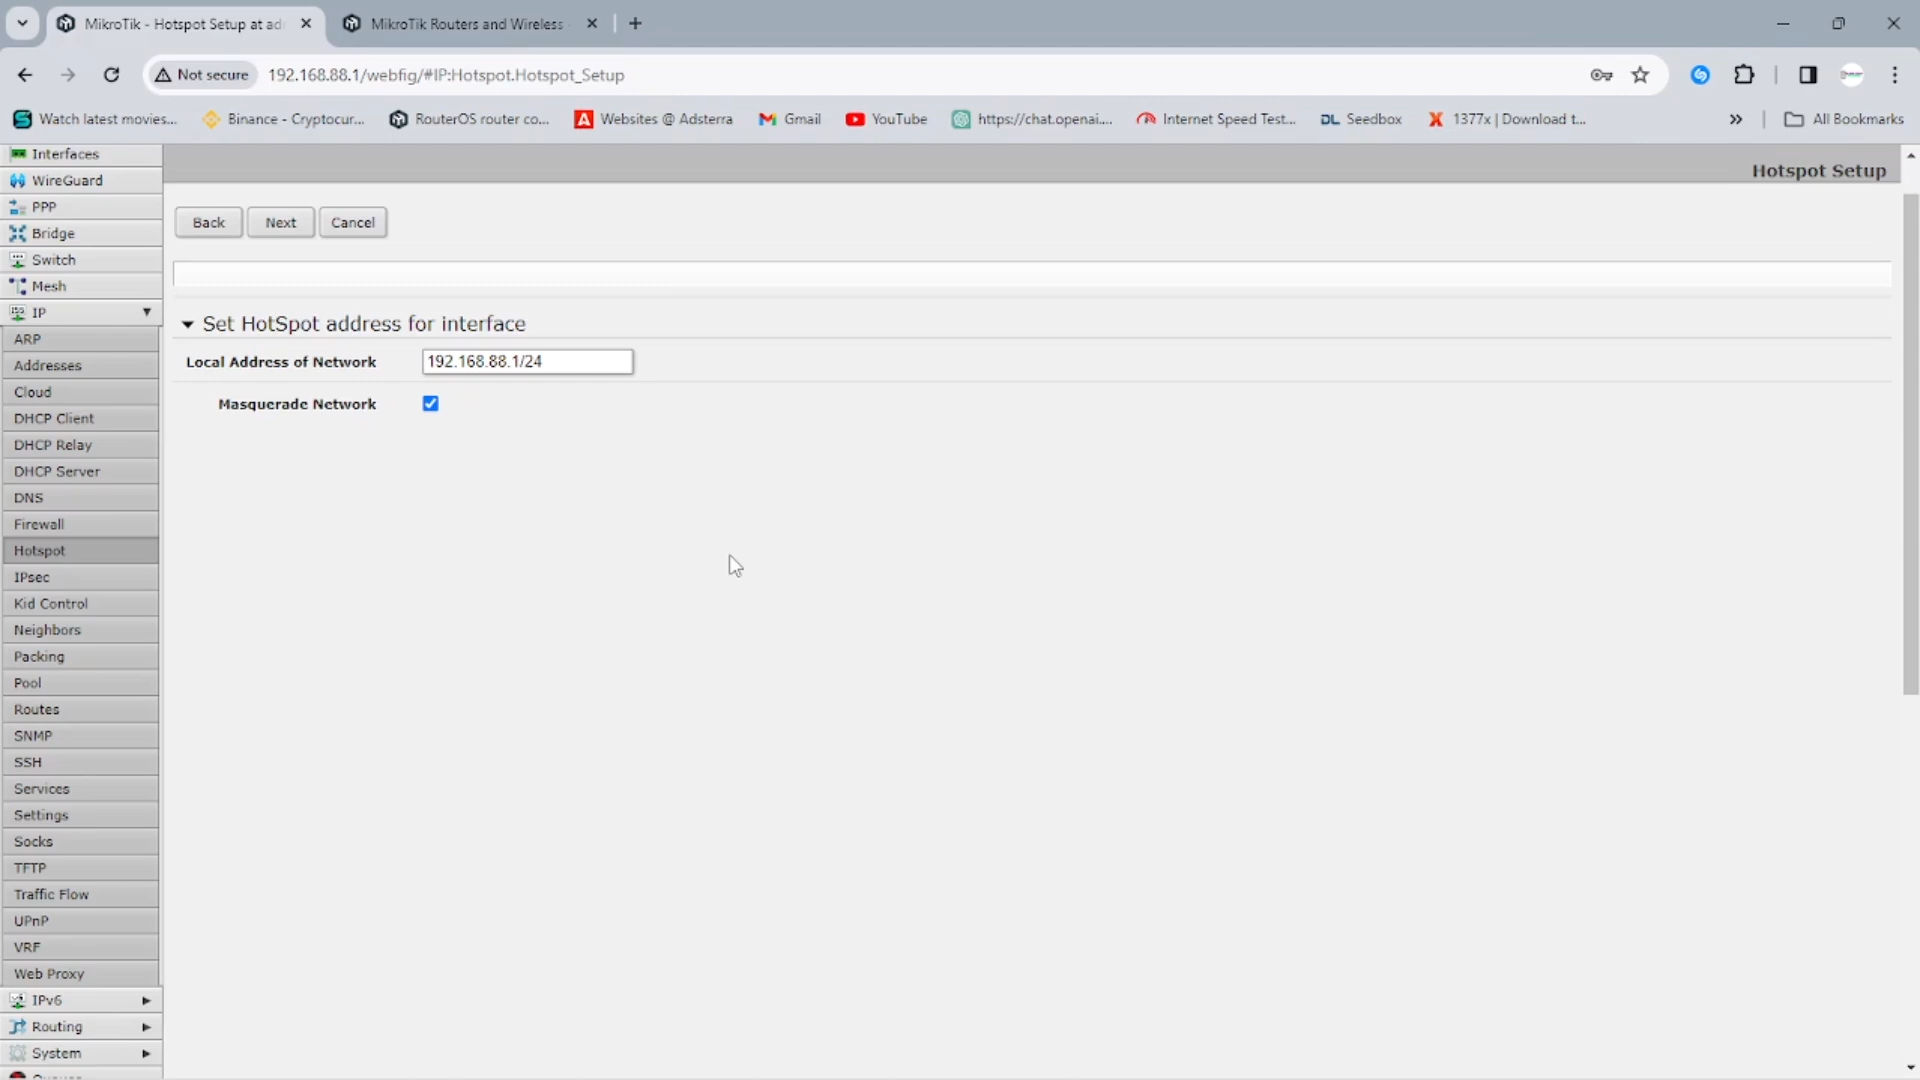 MikroTik - Hotspot Setup at ad
MikroTik Routers and Wireless
Not secure
192.168.88.1/webfig/#IP:Hotspot.Hotspot_Setup
Watch latest movies...
Binance - Cryptocur...
RouterOS router co...
Websites @ Adsterra
Gmail
YouTube
https://chat.openai....
Internet Speed Test...
DL Seedbox
1377x | Download t...
All Bookmarks
Interfaces
WireGuard
PPP
Bridge
Switch
Mesh
IP
ARP
Addresses
Cloud
DHCP Client
DHCP Relay
DHCP Server
DNS
Firewall
Hotspot
IPsec
Kid Control
Neighbors
Packing
Pool
Routes
SNMP
SSH
Services
Settings
Socks
TFTP
Traffic Flow
UPnP
VRF
Web Proxy
IPv6
Routing
System
Hotspot Setup
Back
Next
Cancel
Set HotSpot address for interface
Local Address of Network
192.168.88.1/24
Masquerade Network